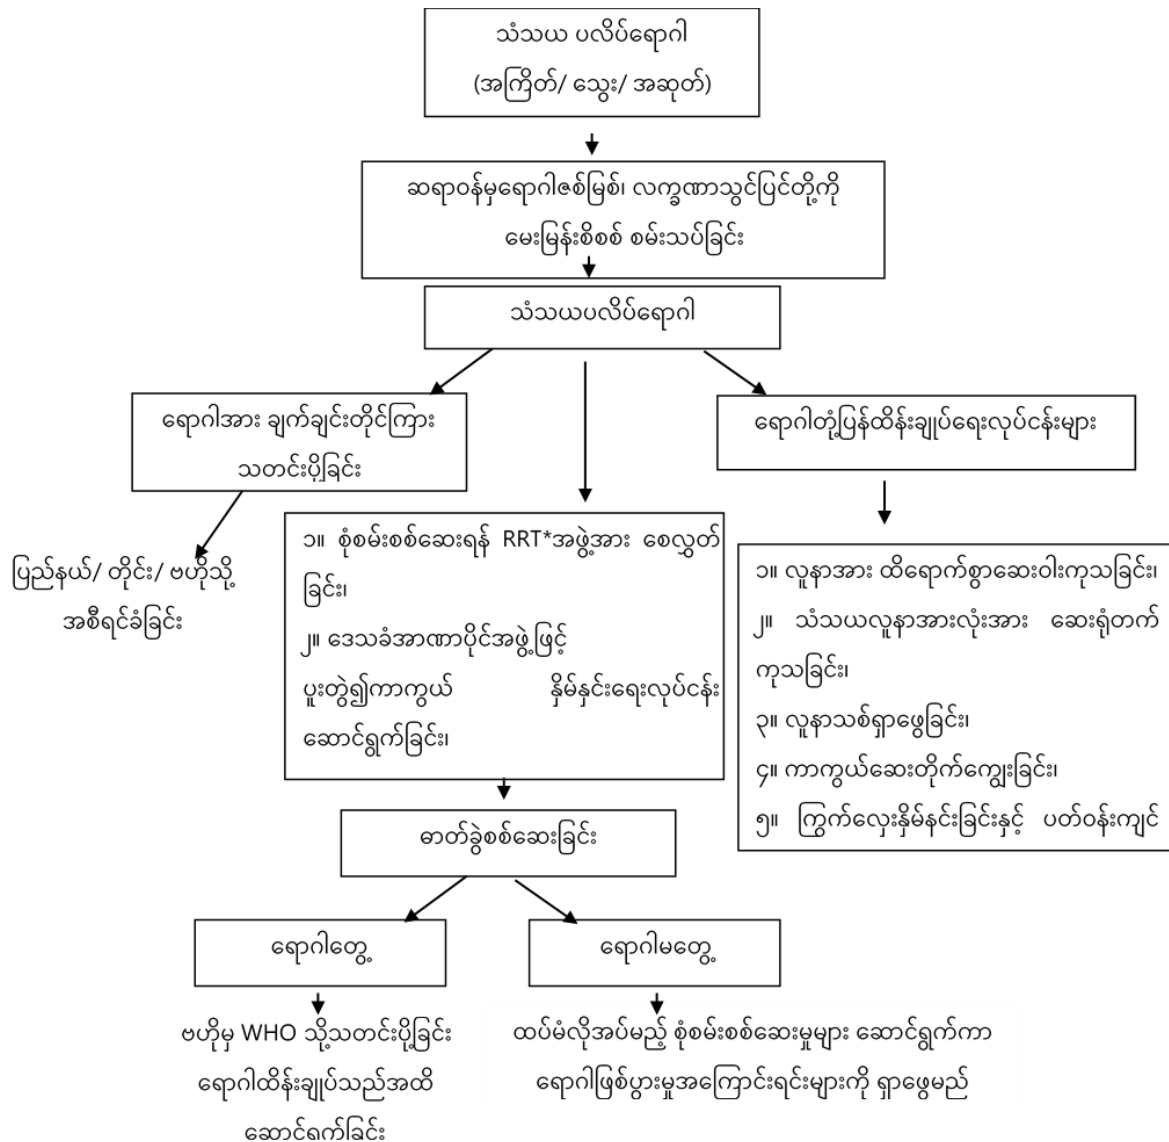 သံသယ ပလိပ်ရောဂါ
(အကြိတ်/ သွေး/ အဆုတ်)
ဆရာဝန်မှရောဂါဇစ်မြစ်၊ လက္ခဏာသွင်ပြင်တို့ကို
မေးမြန်းစိစစ် စမ်းသပ်ခြင်း
သံသယပလိပ်ရောဂါ
ရောဂါအား ချက်ချင်းတိုင်ကြား
သတင်းပို့ခြင်း
ပြည်နယ်/ တိုင်း/ ဗဟိုသို့
အစီရင်ခံခြင်း
၁။ စုံစမ်းစစ်ဆေးရန် RRT*အဖွဲ့အား စေလွှတ်
ခြင်း၊
၂။ ဒေသခံအာဏာပိုင်အဖွဲ့ဖြင့်
ပူးတွဲ၍ကာကွယ် နှိမ်နှင်းရေးလုပ်ငန်း
ဆောင်ရွက်ခြင်း၊
ရောဂါတုံ့ပြန်ထိန်းချုပ်ရေးလုပ်ငန်းများ
၁။ လူနာအား ထိရောက်စွာဆေးဝါးကုသခြင်း၊
၂။ သံသယလူနာအားလုံးအား ဆေးရုံတက်
ကုသခြင်း၊
၃။ လူနာသစ်ရှာဖွေခြင်း၊
၄။ ကာကွယ်ဆေးတိုက်ကျွေးခြင်း၊
၅။ ကြွက်လှေးနှိမ်နင်းခြင်းနှင့် ပတ်ဝန်းကျင်
ဓာတ်ခွဲစစ်ဆေးခြင်း
ရောဂါတွေ့
ရောဂါမတွေ့
ဗဟိုမှ WHO သို့သတင်းပို့ခြင်း
ရောဂါထိန်းချုပ်သည်အထိ
ဆောင်ရွက်ခြင်း
ထပ်မံလိုအပ်မည့် စုံစမ်းစစ်ဆေးမှုများ ဆောင်ရွက်ကာ
ရောဂါဖြစ်ပွားမှုအကြောင်းရင်းများကို ရှာဖွေမည်